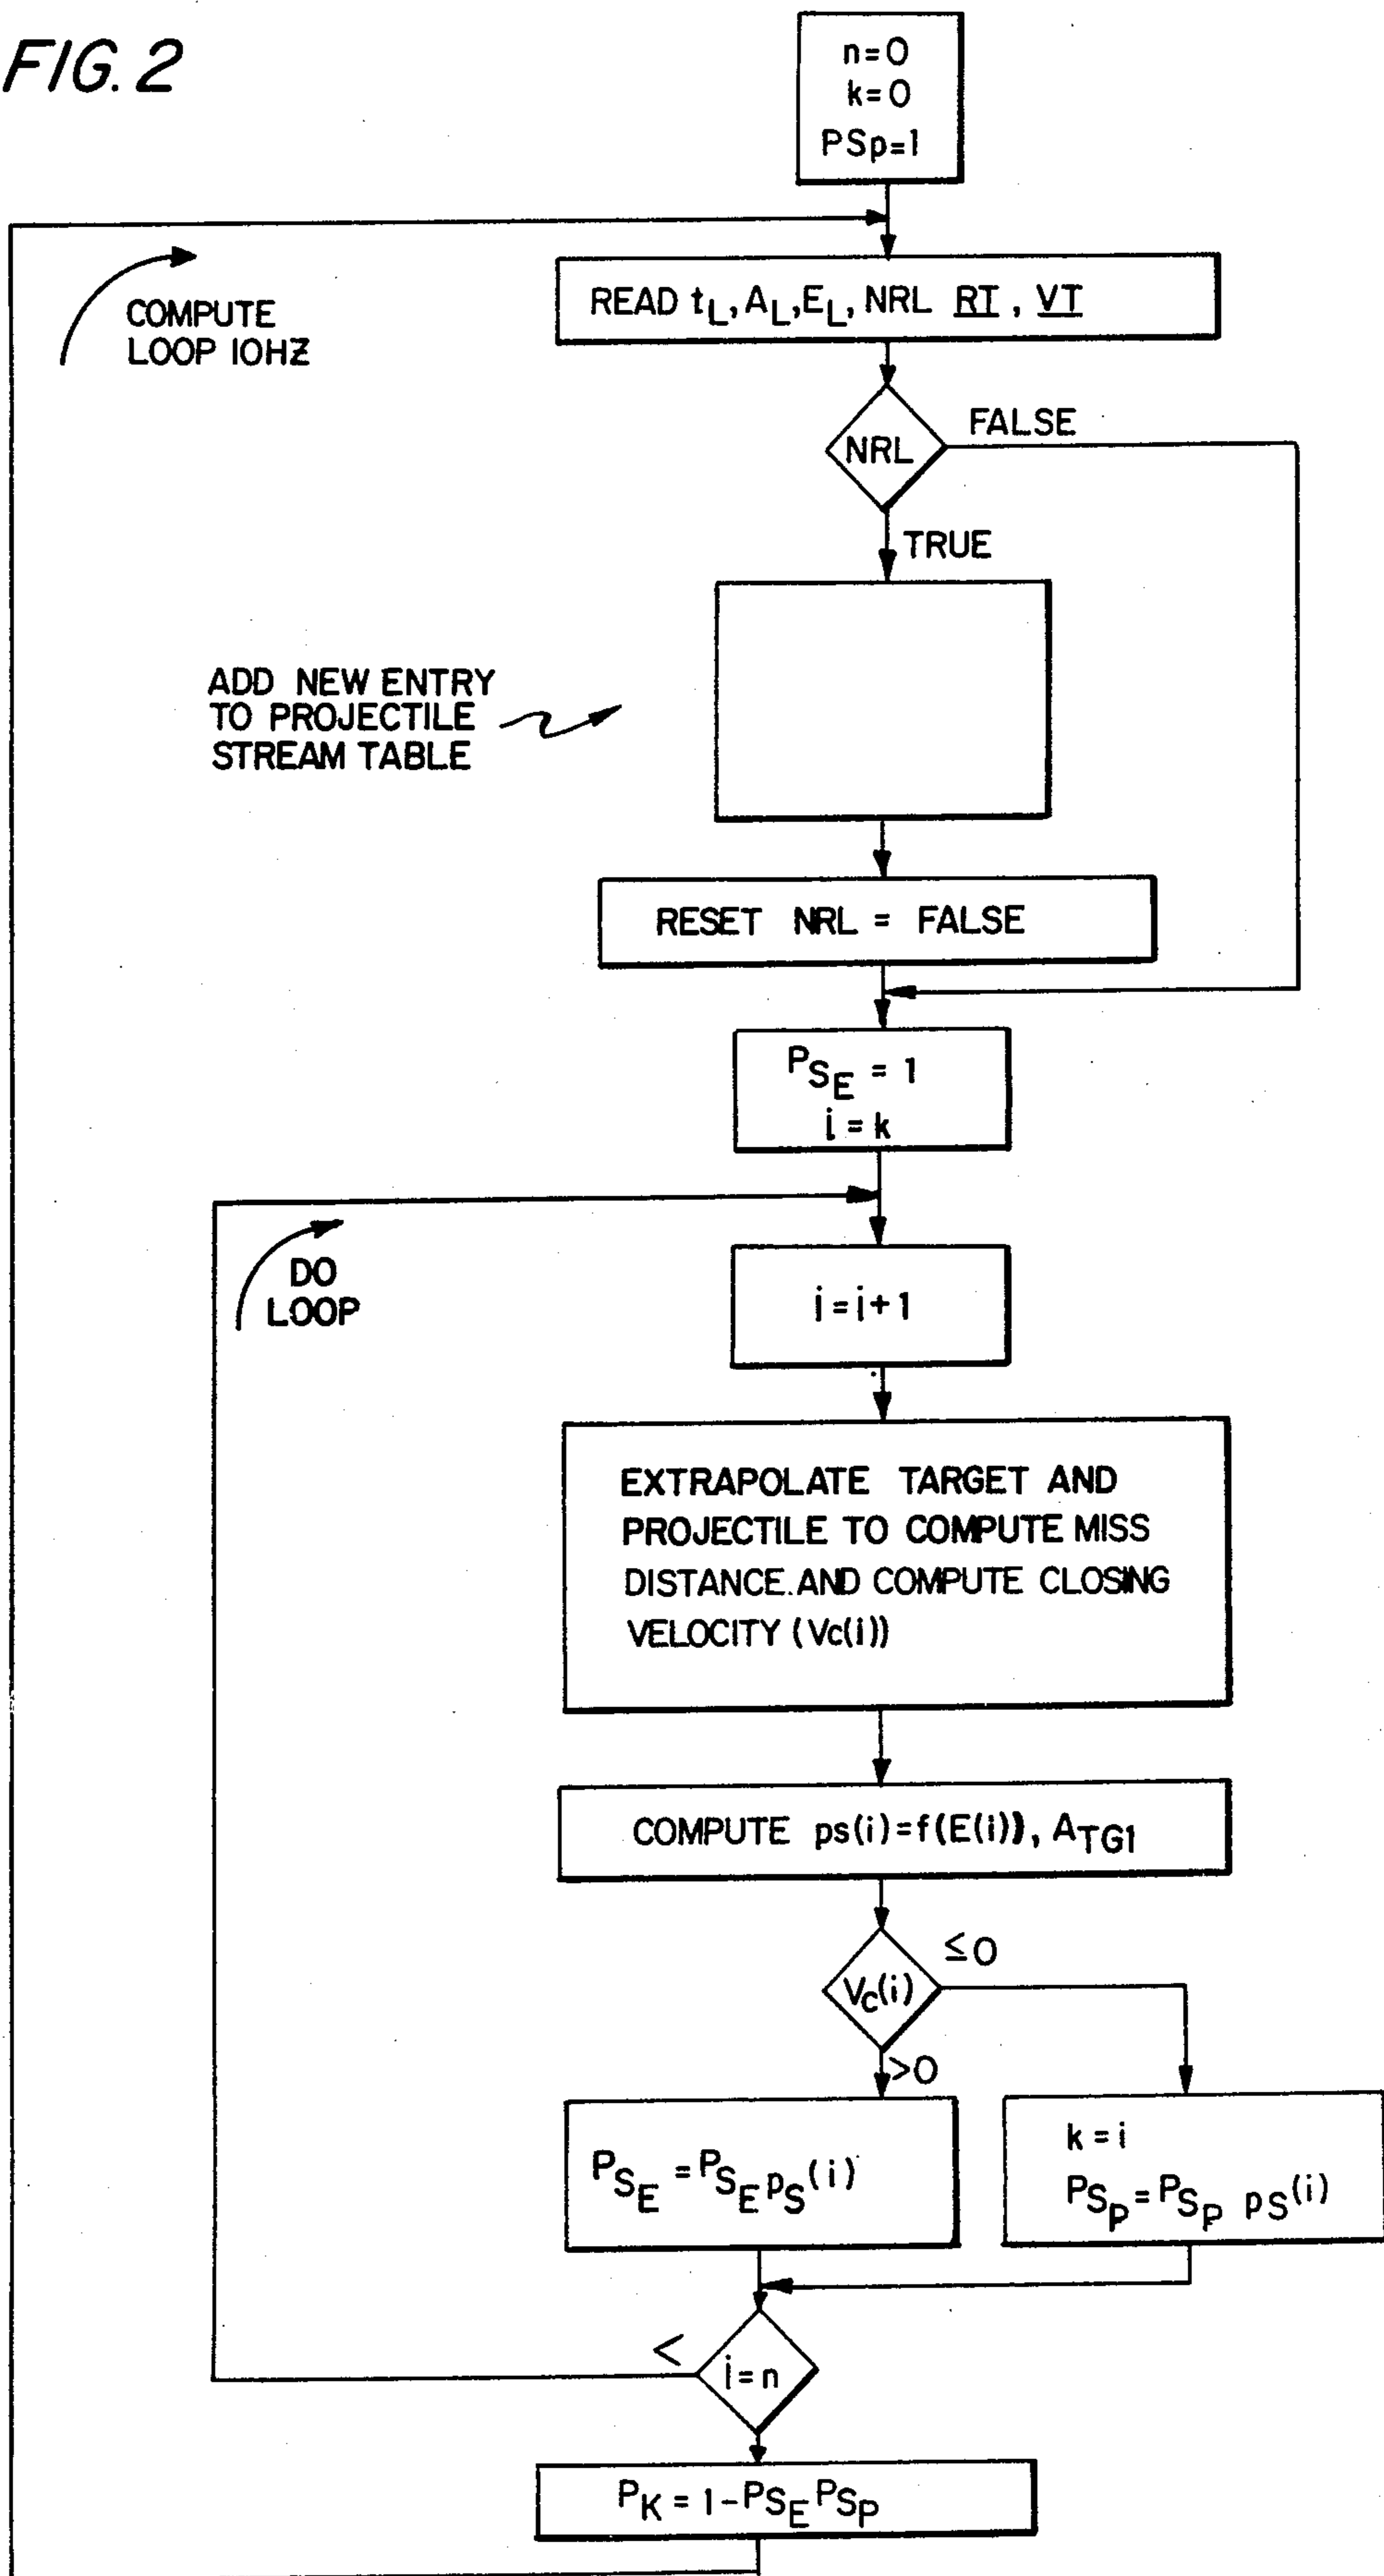 FIG. 2
n=0
k=0
PSp=1
COMPUTE
LOOP 10HZ
READ tL, AL, EL, NRL RT, VT
NRL
FALSE
TRUE
ADD NEW ENTRY
TO PROJECTILE
STREAM TABLE
RESET NRL = FALSE
PSE = 1
i = k
DO
LOOP
i = i+1
EXTRAPOLATE TARGET AND
PROJECTILE TO COMPUTE MISS
DISTANCE.AND COMPUTE CLOSING
VELOCITY (Vc(i))
COMPUTE ps(i)=f(E(i)), ATG1
≤0
Vc(i)
>0
PSE = PSE pS(i)
k = i
PSP = PSP pS(i)
<
i=n
PK = 1-PSE PSP